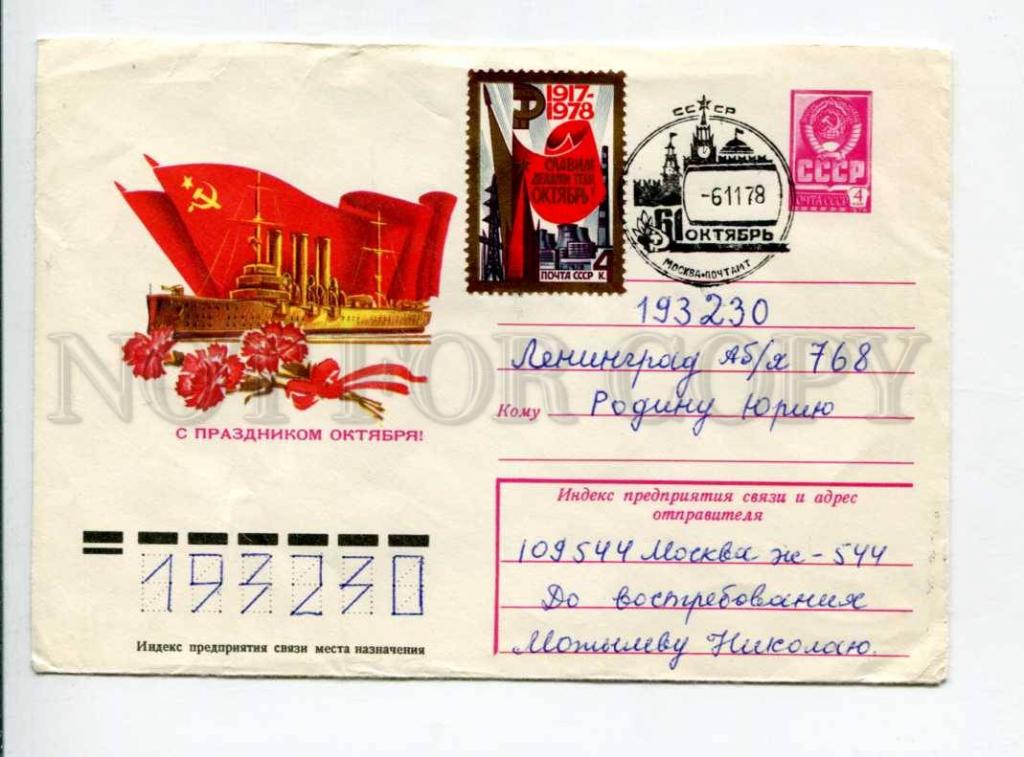 1917-
1978
СЛАВИМ
ВЕЛИКИЙ
ОКТЯБРЬ!
ПОЧТА СССР К. 4
СССР
-61178
61 ОКТЯБРЬ
МОСКВА-ПОЧТАМТ
СССР
ПОЧТА СССР 4
193230
Ленинград Аб/я 768
Кому Родину Юрию
С ПРАЗДНИКОМ ОКТЯБРЯ!
Индекс предприятия связи и адрес
отправителя
109544 Москва ж-544
До востребования
Можылеву Николаю.
193230
Индекс предприятия связи места назначения
NOT FOR COPY